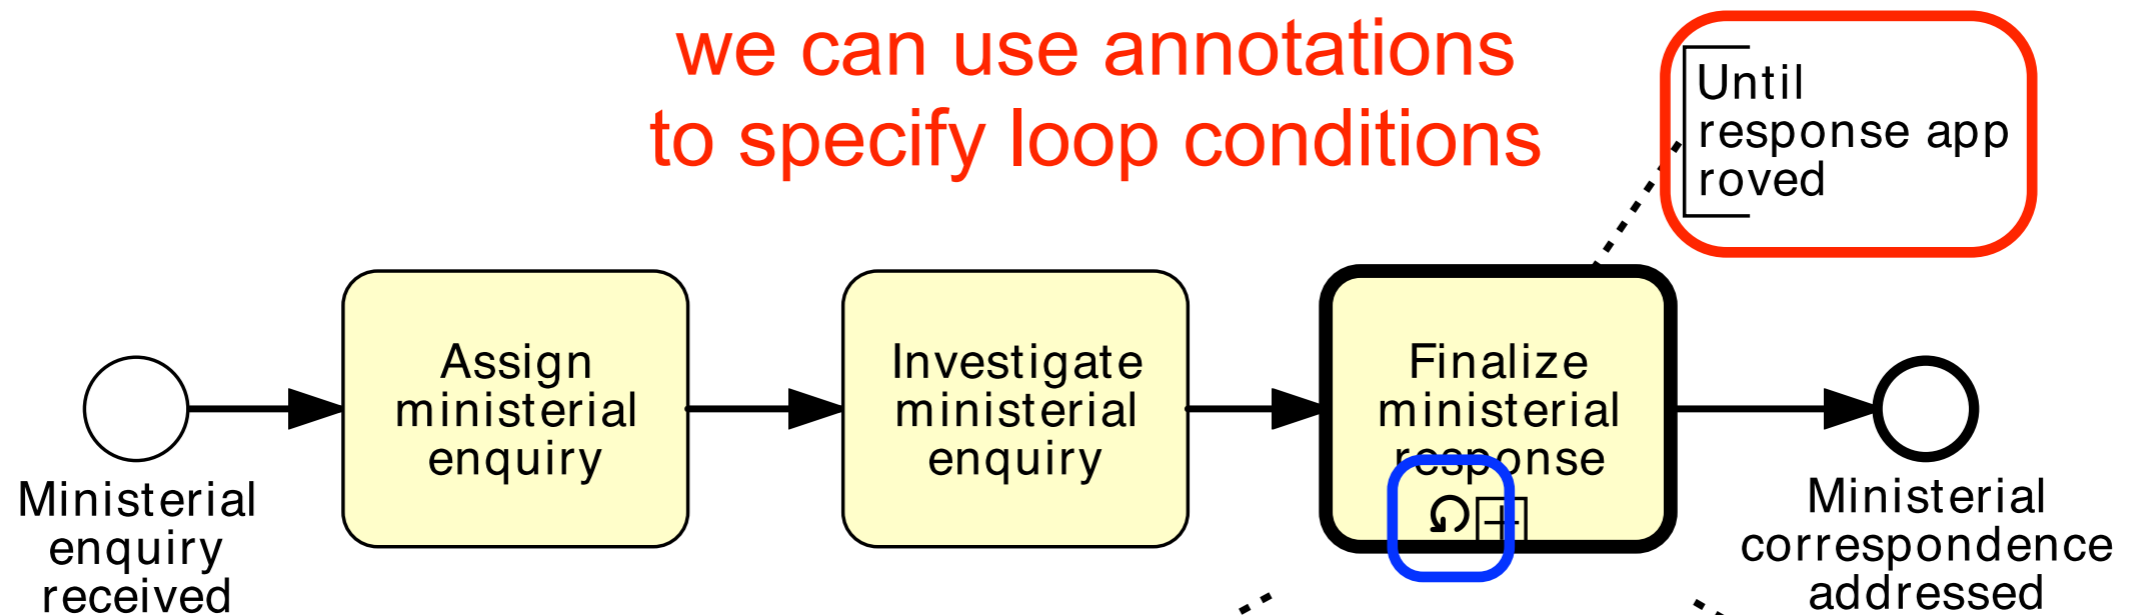 we can use annotations
to specify loop conditions
Until
response app
roved
Assign
ministerial
enquiry
Investigate
ministerial
enquiry
Finalize
ministerial
response
Ministerial
enquiry
received
Ministerial
correspondence
addressed